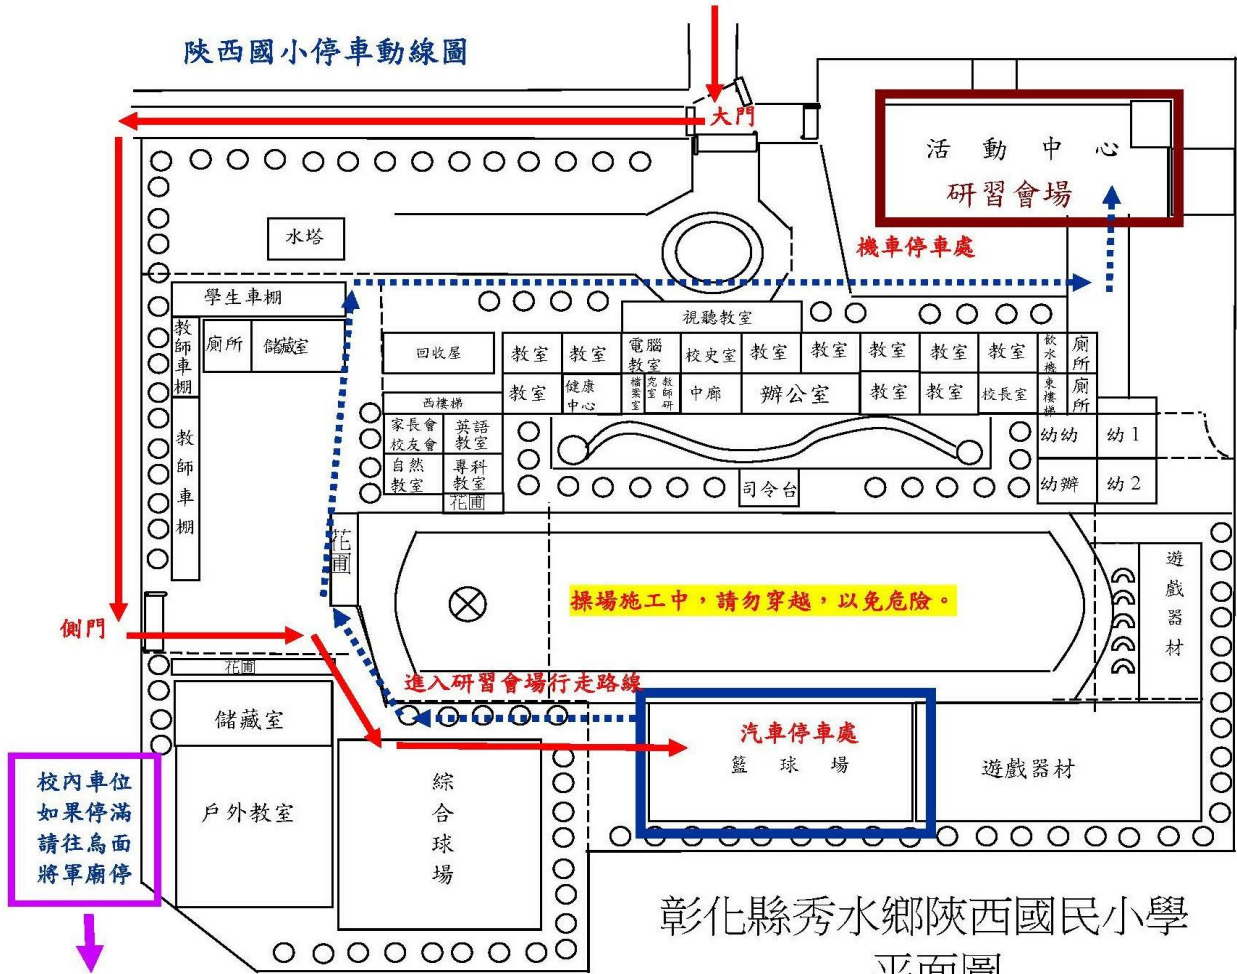 陝西國小停車動線圖
大門
活動中心
研習會場
水塔
機車停車處
學生車棚
教師車棚
廁所
儲藏室
視聽教室
回收屋
教室
教室
電腦教室
校史室
教室
教室
教室
教室
教室
飲水機
廁所
教室
健康中心
檔案室
教師研究室
中廊
辦公室
教室
教室
校長室
東樓梯
廁所
西樓梯
家長會校友會
英語教室
教師車棚
幼幼
幼1
自然教室
專科教室
花圃
司令台
幼辦
幼2
花圃
操場施工中，請勿穿越，以免危險。
遊戲器材
側門
花圃
進入研習會場行走路線
儲藏室
汽車停車處
籃球場
遊戲器材
校內車位
如果停滿
請往烏面
將軍廟停
戶外教室
綜合球場
彰化縣秀水鄉陝西國民小學
平面圖